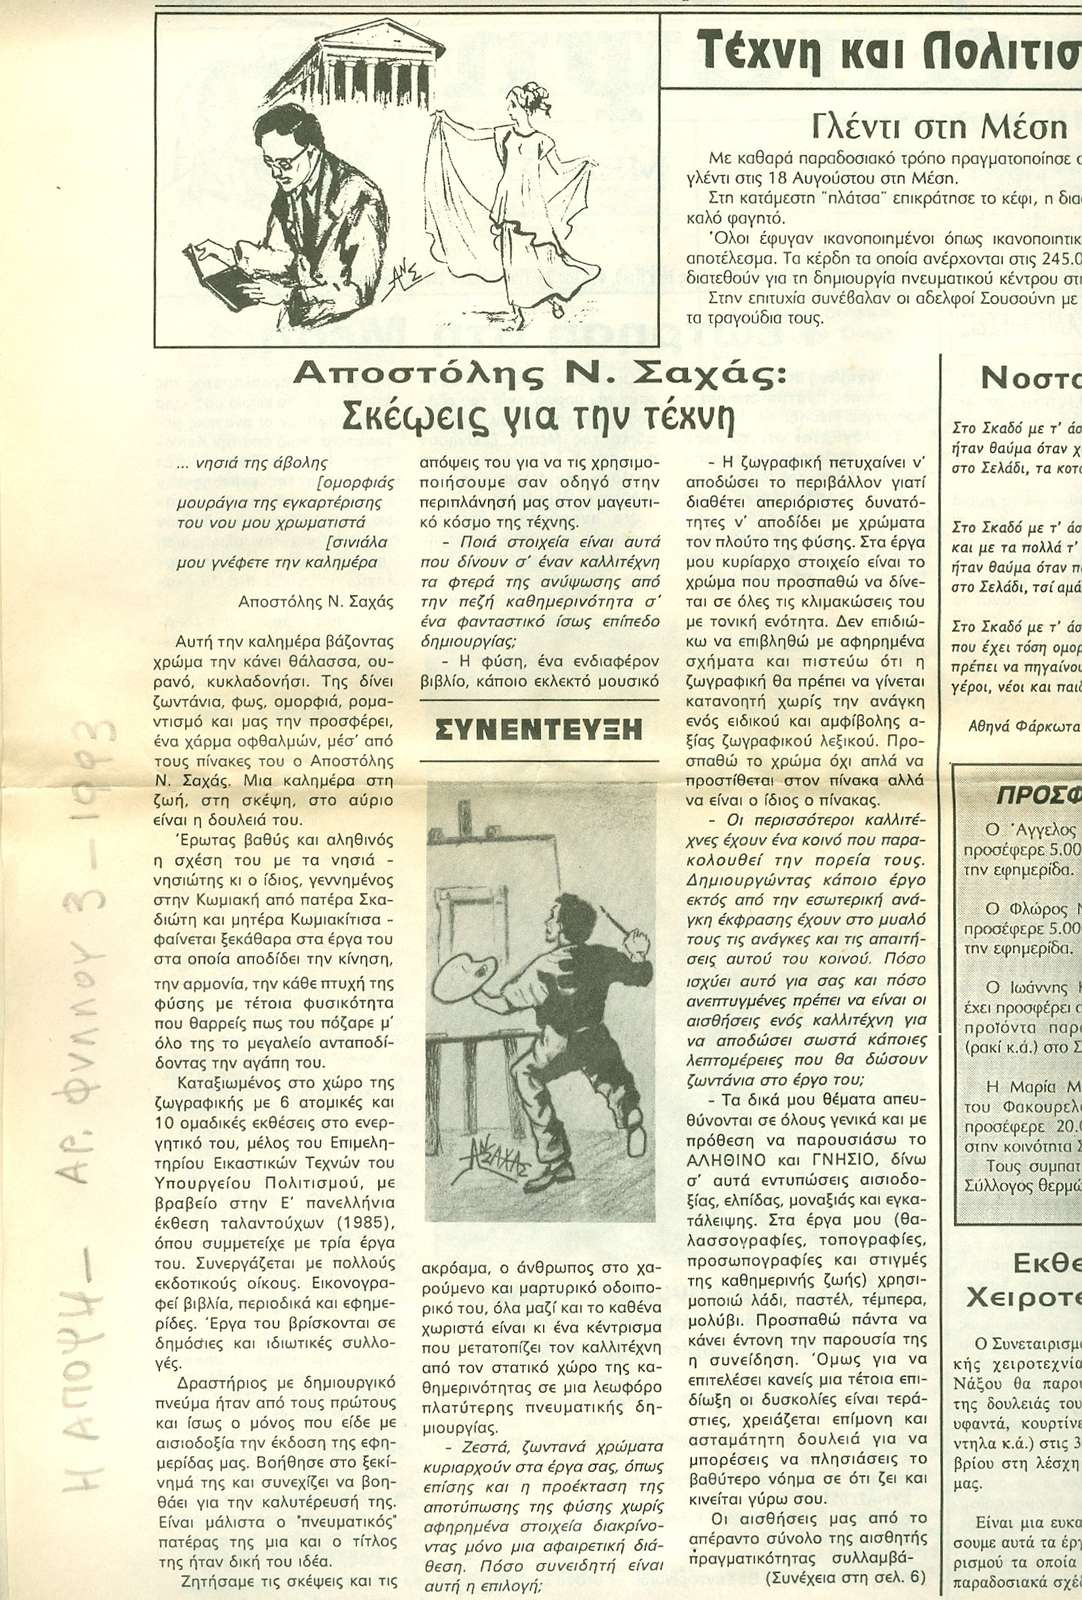 Τέχνη και Πολιτισ
Γλέντι στη Μέση
Με καθαρά παραδοσιακό τρόπο πραγματοποίησε
γλέντι στις 18 Αυγούστου στη Μέση.
Στη κατάμεστη "πλάτσα" επικράτησε το κέφι, η δια
καλό φαγητό.
Όλοι έφυγαν ικανοποιημένοι όπως ικανοποιητικ
αποτέλεσμα. Τα κέρδη τα οποία ανέρχονται στις 245.0
διατεθούν για τη δημιουργία πνευματικού κέντρου στ
Στην επιτυχία συνέβαλαν οι αδελφοί Σουσούνη με
τα τραγούδια τους.
Αποστόλης Ν. Σαχάς:
Σκέψεις για την τέχνη
... νησιά της άβολης
[ομορφιάς
μουράγια της εγκαρτέρισης
του νου μου χρωματιστά
[σινιάλα
μου γνέφετε την καλημέρα
Αποστόλης Ν. Σαχάς
Αυτή την καλημέρα βάζοντας
χρώμα την κάνει θάλασσα, ου-
ρανό, κυκλαδονήσι. Της δίνει
ζωντάνια, φως, ομορφιά, ρομα-
ντισμό και μας την προσφέρει,
ένα χάρμα οφθαλμών, μέσ' από
τους πίνακες του ο Αποστόλης
Ν. Σαχάς. Μια καλημέρα στη
ζωή, στη σκέψη, στο αύριο
είναι η δουλειά του.
Έρωτας βαθύς και αληθινός
η σχέση του με τα νησιά -
νησιώτης κι ο ίδιος, γεννημένος
στην Κωμιακή από πατέρα Σκα-
διώτη και μητέρα Κωμιακίτισα -
φαίνεται ξεκάθαρα στα έργα του
στα οποία αποδίδει την κίνηση,
την αρμονία, την κάθε πτυχή της
φύσης με τέτοια φυσικότητα
που θαρρείς πως του πόζαρε μ'
όλο της το μεγαλείο ανταποδί-
δοντας την αγάπη του.
Καταξιωμένος στο χώρο της
ζωγραφικής με 6 ατομικές και
10 ομαδικές εκθέσεις στο ενερ-
γητικό του, μέλος του Επιμελη-
τηρίου Εικαστικών Τεχνών του
Υπουργείου Πολιτισμού, με
βραβείο στην Ε' πανελλήνια
έκθεση ταλαντούχων (1985),
όπου συμμετείχε με τρία έργα
του. Συνεργάζεται με πολλούς
εκδοτικούς οίκους. Εικονογρα-
φεί βιβλία, περιοδικά και εφημε-
ρίδες. Έργα του βρίσκονται σε
δημόσιες και ιδιωτικές συλλο-
γές.
Δραστήριος με δημιουργικό
πνεύμα ήταν από τους πρώτους
και ίσως ο μόνος που είδε με
αισιοδοξία την έκδοση της εφη-
μερίδας μας. Βοήθησε στο ξεκί-
νημά της και συνεχίζει να βοη-
θάει για την καλυτέρευσή της.
Είναι μάλιστα ο "πνευματικός"
πατέρας της μια και ο τίτλος
της ήταν δική του ιδέα.
Ζητήσαμε τις σκέψεις και τις
απόψεις του για να τις χρησιμο-
ποιήσουμε σαν οδηγό στην
περιπλάνησή μας στον μαγευτι-
κό κόσμο της τέχνης.
- Ποιά στοιχεία είναι αυτά
που δίνουν σ' έναν καλλιτέχνη
τα φτερά της ανύψωσης από
την πεζή καθημερινότητα σ'
ένα φανταστικό ίσως επίπεδο
δημιουργίας;
- Η φύση, ένα ενδιαφέρον
βιβλίο, κάποιο εκλεκτό μουσικό
ΣΥΝΕΝΤΕΥΞΗ
ΑΝΣΑΧΑΣ
ακρόαμα, ο άνθρωπος στο χα-
ρούμενο και μαρτυρικό οδοιπο-
ρικό του, όλα μαζί και το καθένα
χωριστά είναι κι ένα κέντρισμα
που μετατοπίζει τον καλλιτέχνη
από τον στατικό χώρο της κα-
θημερινότητας σε μια λεωφόρο
πλατύτερης πνευματικής δη-
μιουργίας.
- Ζεστά, ζωντανά χρώματα
κυριαρχούν στα έργα σας, όπως
επίσης και η προέκταση της
αποτύπωσης της φύσης χωρίς
αφηρημένα στοιχεία διακρίνο-
ντας μόνο μια αφαιρετική διά-
θεση. Πόσο συνειδητή είναι
αυτή η επιλογή;
- Η ζωγραφική πετυχαίνει ν'
αποδώσει το περιβάλλον γιατί
διαθέτει απεριόριστες δυνατό-
τητες ν' αποδίδει με χρώματα
τον πλούτο της φύσης. Στα έργα
μου κυρίαρχο στοιχείο είναι το
χρώμα που προσπαθώ να δίνε-
ται σε όλες τις κλιμακώσεις του
με τονική ενότητα. Δεν επιδιώ-
κω να επιβληθώ με αφηρημένα
σχήματα και πιστεύω ότι η
ζωγραφική θα πρέπει να γίνεται
κατανοητή χωρίς την ανάγκη
ενός ειδικού και αμφίβολης α-
ξίας ζωγραφικού λεξικού. Προ-
σπαθώ το χρώμα όχι απλά να
προστίθεται στον πίνακα αλλά
να είναι ο ίδιος ο πίνακας.
- Οι περισσότεροι καλλιτέ-
χνες έχουν ένα κοινό που παρα-
κολουθεί την πορεία τους.
Δημιουργώντας κάποιο έργο
εκτός από την εσωτερική ανά-
γκη έκφρασης έχουν στο μυαλό
τους τις ανάγκες και τις απαιτή-
σεις αυτού του κοινού. Πόσο
ισχύει αυτό για σας και πόσο
ανεπτυγμένες πρέπει να είναι οι
αισθήσεις ενός καλλιτέχνη για
να αποδώσει σωστά κάποιες
λεπτομέρειες που θα δώσουν
ζωντάνια στο έργο του;
- Τα δικά μου θέματα απευ-
θύνονται σε όλους γενικά και με
πρόθεση να παρουσιάσω το
ΑΛΗΘΙΝΟ και ΓΝΗΣΙΟ, δίνω
σ' αυτά εντυπώσεις αισιοδο-
ξίας, ελπίδας, μοναξιάς και εγκα-
τάλειψης. Στα έργα μου (θα-
λασσογραφίες, τοπογραφίες,
προσωπογραφίες και στιγμές
της καθημερινής ζωής) χρησι-
μοποιώ λάδι, παστέλ, τέμπερα,
μολύβι. Προσπαθώ πάντα να
κάνει έντονη την παρουσία της
η συνείδηση. Όμως για να
επιτελέσει κανείς μια τέτοια επι-
δίωξη οι δυσκολίες είναι τερά-
στιες, χρειάζεται επίμονη και
ασταμάτητη δουλειά για να
μπορέσεις να πλησιάσεις το
βαθύτερο νόημα σε ότι ζει και
κινείται γύρω σου.
Οι αισθήσεις μας από το
απέραντο σύνολο της αισθητής
πραγματικότητας συλλαμβά-
(Συνέχεια στη σελ. 6)
Νοστα
Στο Σκαδό με τ' άσ
ήταν θαύμα όταν χ
στο Σελάδι, τα κοτσ
Στο Σκαδό με τ' άσ
και με τα πολλά τ'
ήταν θαύμα όταν π
στο Σελάδι, τσί αμά
Στο Σκαδό με τ' άσ
που έχει τόση ομορ
πρέπει να πηγαίνου
γέροι, νέοι και παιδ
Αθηνά Φάρκωτα
ΠΡΟΣΦ
Ο Άγγελος
προσέφερε 5.00
την εφημερίδα.
Ο Φλώρος Ν
προσέφερε 5.00
την εφημερίδα.
Ο Ιωάννης
έχει προσφέρει
προϊόντα παρ
(ρακί κ.ά.) στο Σ
Η Μαρία Μ
του Φακουρελ
προσέφερε 20.0
στην κοινότητα
Τους συμπατ
Σύλλογος θερμώ
Εκθε
Χειροτε
Ο Συνεταιρισμ
κής χειροτεχνία
Νάξου θα παρου
της δουλειάς του
υφαντά, κουρτίνε
ντηλα κ.ά.) στις 3
βρίου στη λέσχη
μας.
Είναι μια ευκα
σουμε αυτά τα έργ
ρισμού τα οποία
παραδοσιακά σχέδ
Η ΑΠΟΨΗ - ΑΡ. ΦΥΛΛΟΥ 3 - 1993